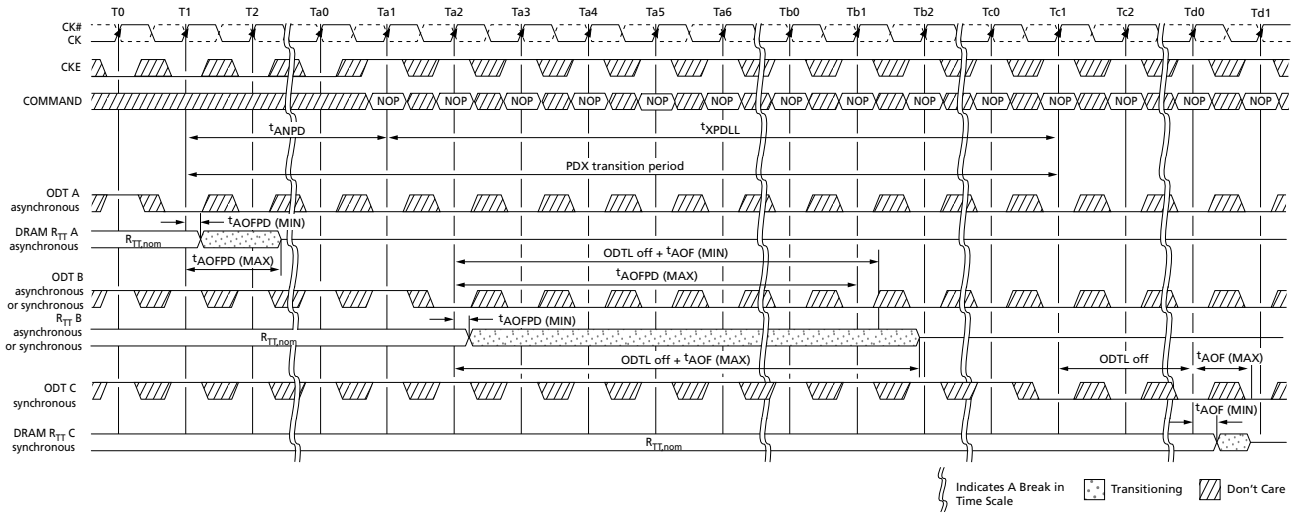 T0 T1 T2 Ta0 Ta1 Ta2 Ta3 Ta4 Ta5 Ta6 Tb0 Tb1 Tb2 Tc0 Tc1 Tc2 Td0 Td1
CK#
CK
CKE
COMMAND NOP NOP NOP NOP NOP NOP NOP NOP NOP NOP NOP NOP NOP NOP
tANPD tXPDLL
PDX transition period
ODT A
asynchronous
tAOFPD (MIN)
DRAM RTT A
asynchronous
RTT,nom
tAOFPD (MAX)
ODTL off + tAOF (MIN)
tAOFPD (MAX)
ODT B
asynchronous
or synchronous
tAOFPD (MIN)
RTT B
asynchronous
or synchronous
RTT,nom
ODTL off + tAOF (MAX)
ODTL off tAOF (MAX)
ODT C
synchronous
tAOF (MIN)
DRAM RTT C
synchronous
RTT,nom
Indicates A Break in
Time Scale
Transitioning
Don't Care